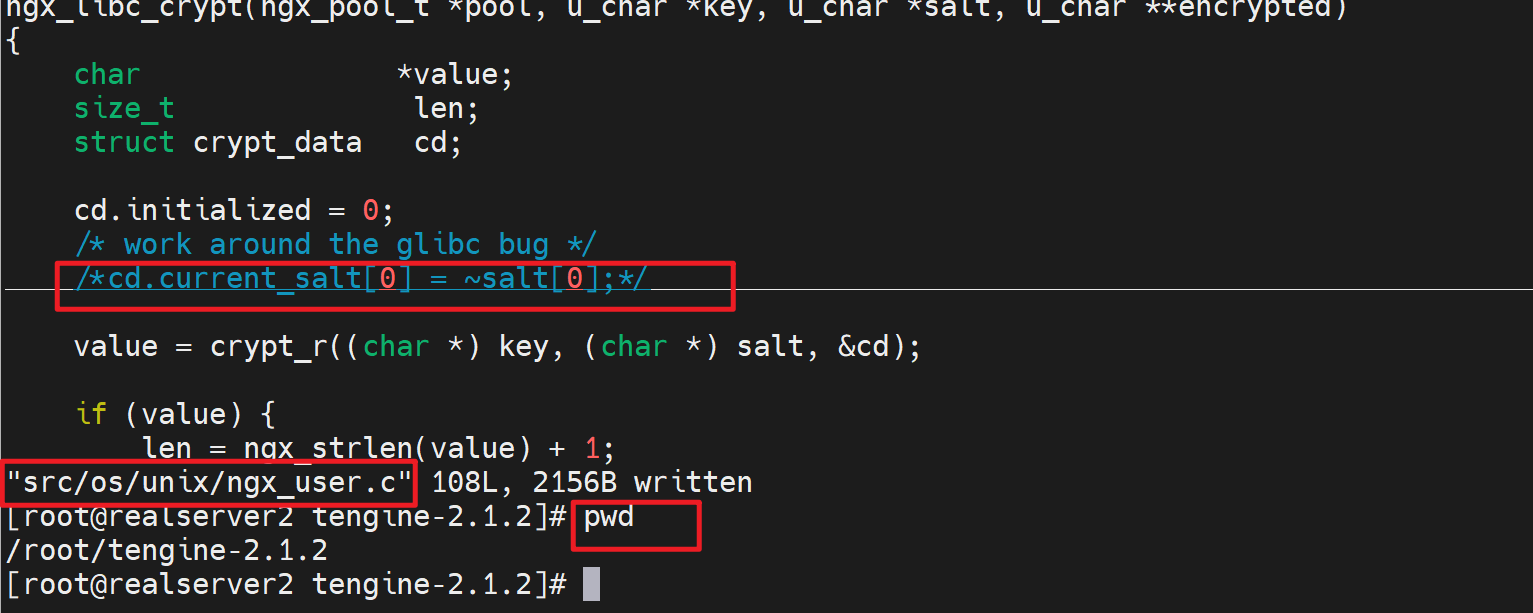 ngx_libc_crypt(ngx_pool_t *pool, u_char *key, u_char *salt, u_char **encrypted)
{
    char               *value;
    size_t              len;
    struct crypt_data   cd;
    cd.initialized = 0;
    /* work around the glibc bug */
    /*cd.current_salt[0] = ~salt[0];*/
    value = crypt_r((char *) key, (char *) salt, &cd);
    if (value) {
        len = ngx_strlen(value) + 1;
"src/os/unix/ngx_user.c" 108L, 2156B written
[root@realserver2 tengine-2.1.2]# pwd
/root/tengine-2.1.2
[root@realserver2 tengine-2.1.2]#